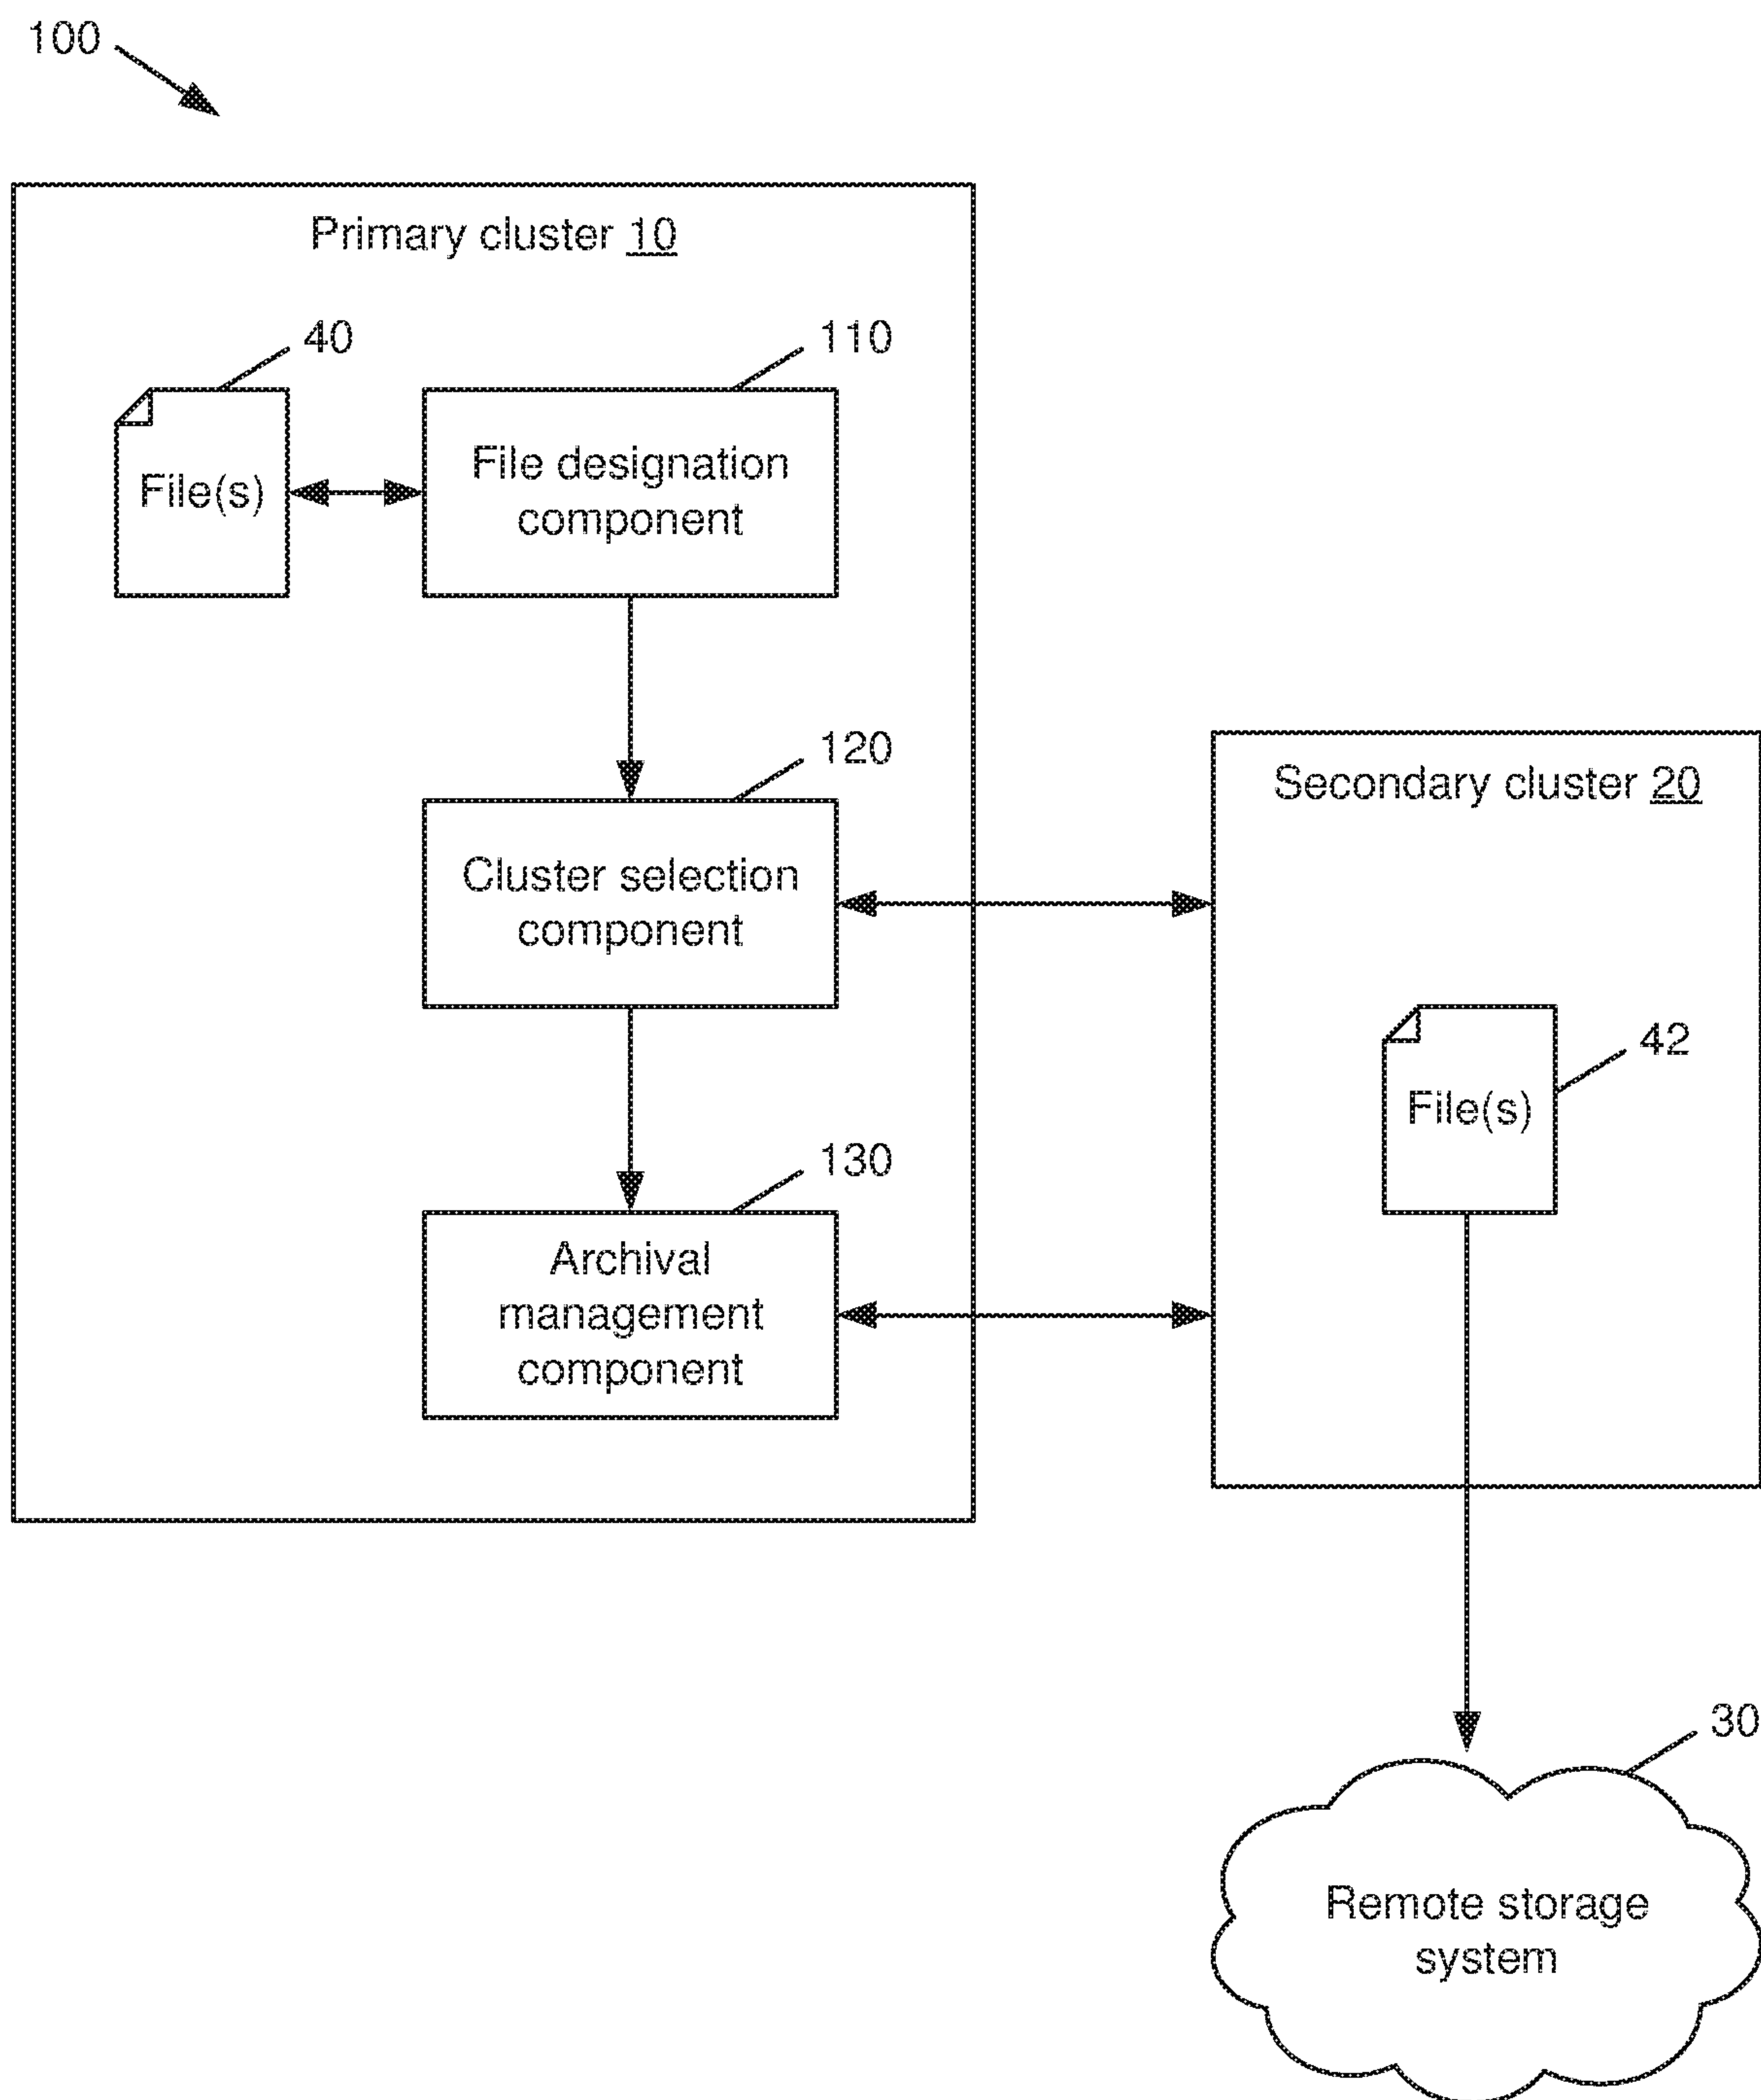 100
Primary cluster 10
40
110
File(s)
File designation
component
120
Secondary cluster 20
Cluster selection
component
42
File(s)
130
Archival
management
component
30
Remote storage
system